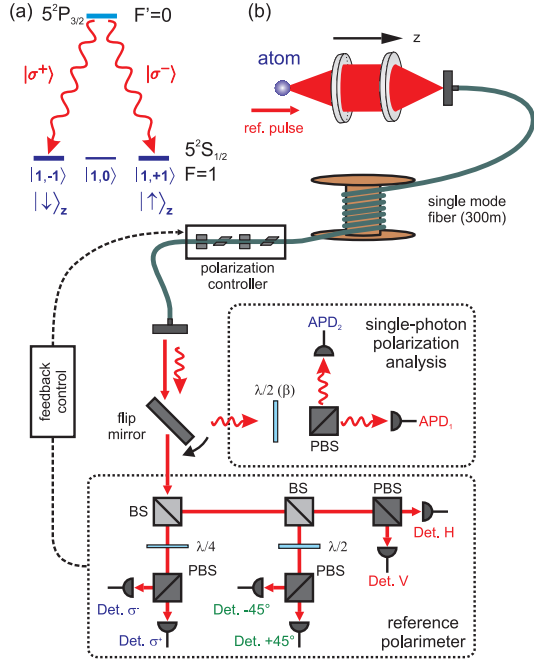 (a)
5²P3/2
F'=0
|σ⁺⟩
|σ⁻⟩
5²S1/2
F=1
|1,-1⟩
|1,0⟩
|1,+1⟩
|↓⟩z
|↑⟩z
(b)
z
atom
ref. pulse
single mode
fiber (300m)
polarization
controller
feedback
control
flip
mirror
APD₂
single-photon
polarization
analysis
λ/2 (β)
APD₁
PBS
BS
BS
PBS
Det. H
λ/4
λ/2
Det. V
PBS
PBS
Det. σ⁻
Det. -45°
Det. σ⁺
Det. +45°
reference
polarimeter